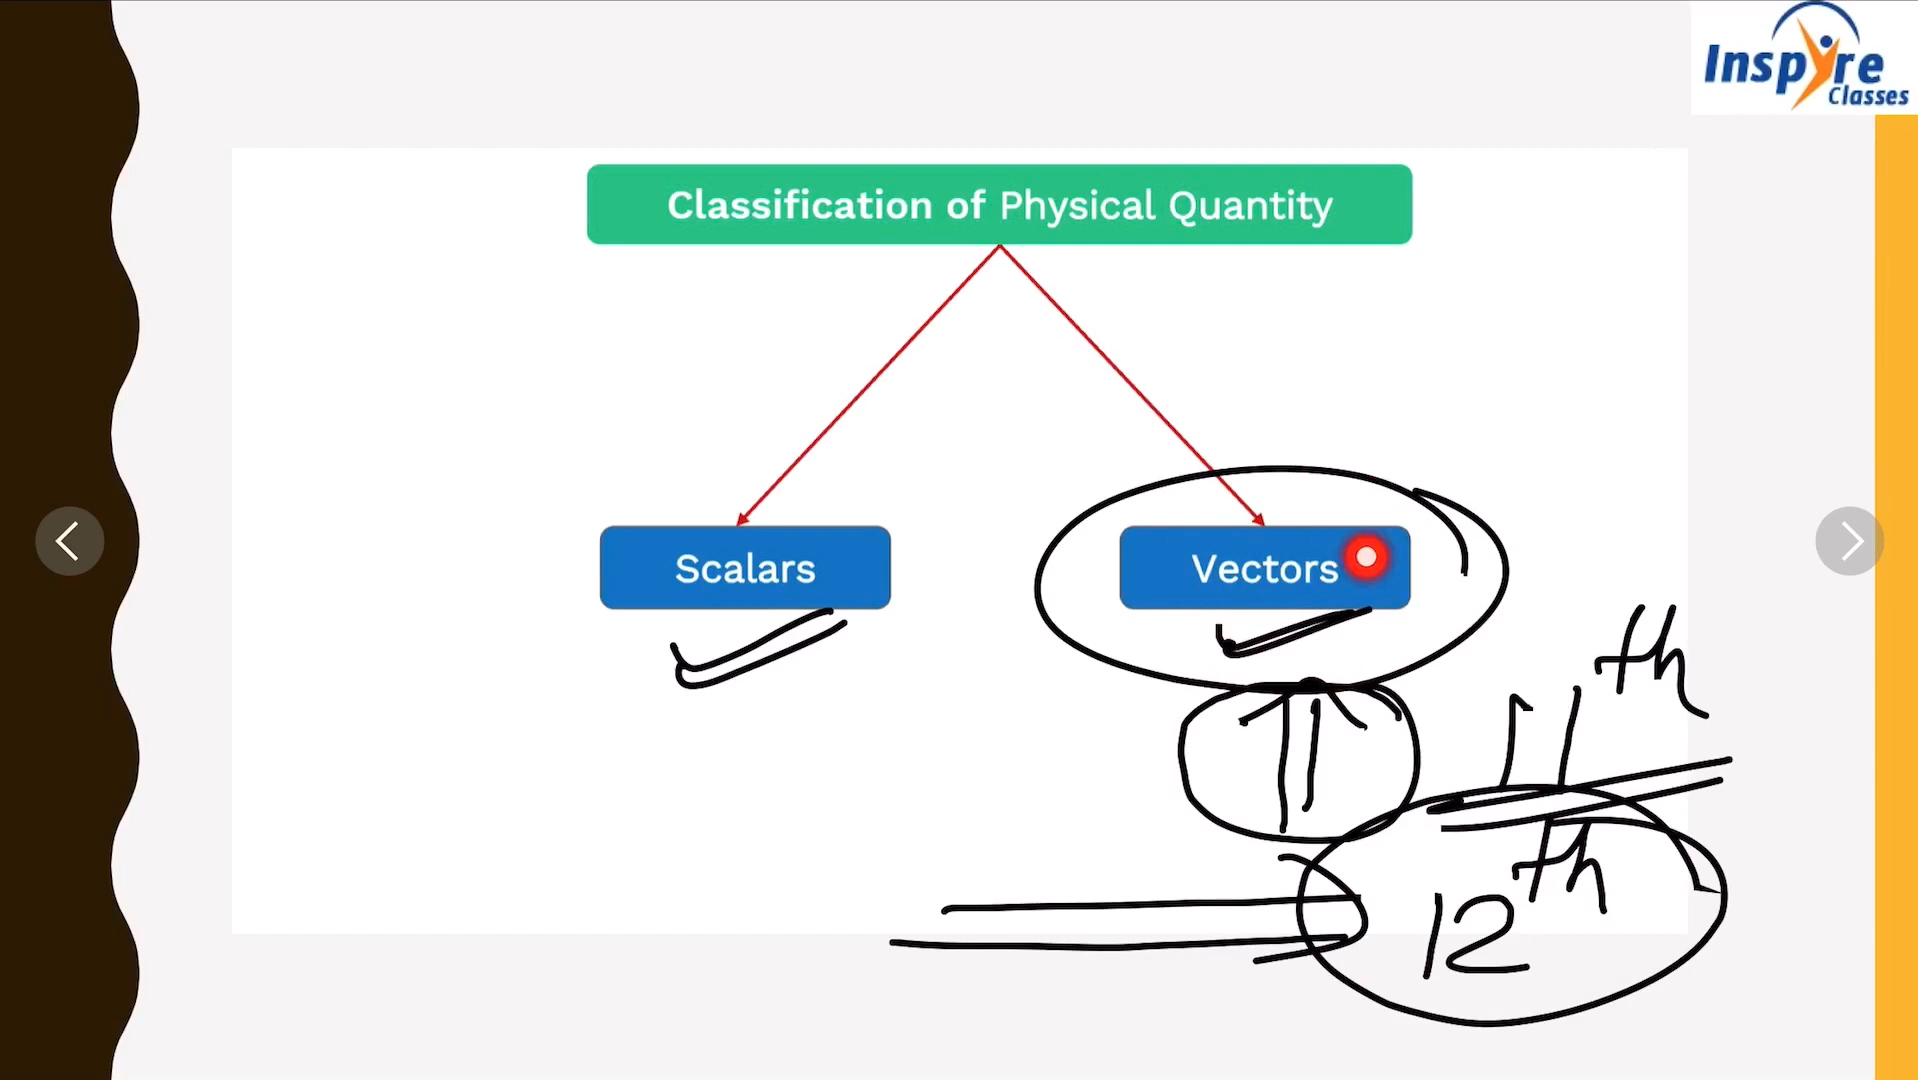 Inspyre
Classes
Classification of Physical Quantity
Scalars
Vectors
11th
12th